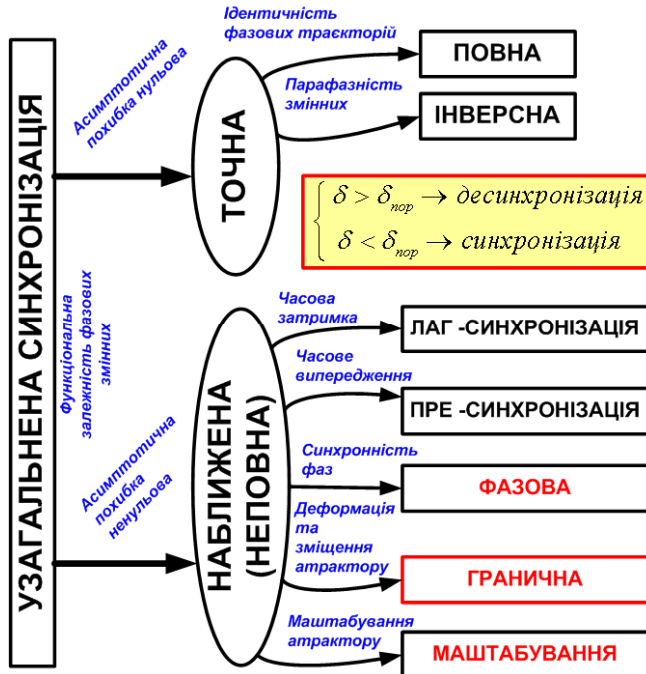 УЗАГАЛЬНЕНА СИНХРОНІЗАЦІЯ
Функціональна
залежність фазових
змінних
Асимптотична
похибка нульова
ТОЧНА
Ідентичність
фазових траєкторій
ПОВНА
Парафазність
змінних
ІНВЕРСНА
δ > δпор → десинхронізація
δ < δпор → синхронізація
Асимптотична
похибка
ненульова
НАБЛИЖЕНА
(НЕПОВНА)
Часова
затримка
ЛАГ -СИНХРОНІЗАЦІЯ
Часове
випередження
ПРЕ -СИНХРОНІЗАЦІЯ
Синхронність
фаз
ФАЗОВА
Деформація
та
зміщення
атрактору
ГРАНИЧНА
Маштабування
атрактору
МАШТАБУВАННЯ